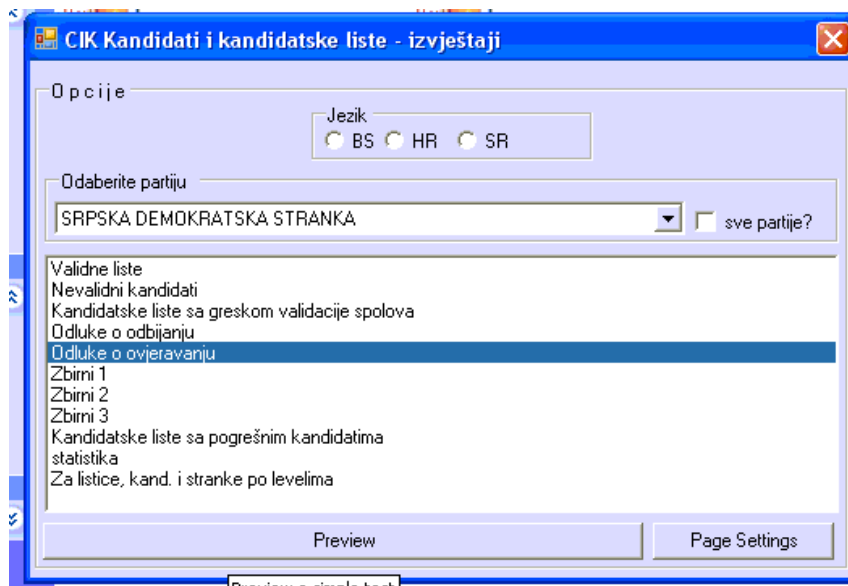 CIK Kandidati i kandidatske liste - izvještaji
Opcije
Jezik
BS HR SR
Odaberite partiju
SRPSKA DEMOKRATSKA STRANKA sve partije?
Validne liste
Nevalidni kandidati
Kandidatske liste sa greskom validacije spolova
Odluke o odbijanju
Odluke o ovjeravanju
Zbirni 1
Zbirni 2
Zbirni 3
Kandidatske liste sa pogrešnim kandidatima
statistika
Za listice, kand. i stranke po levelima
Preview Page Settings